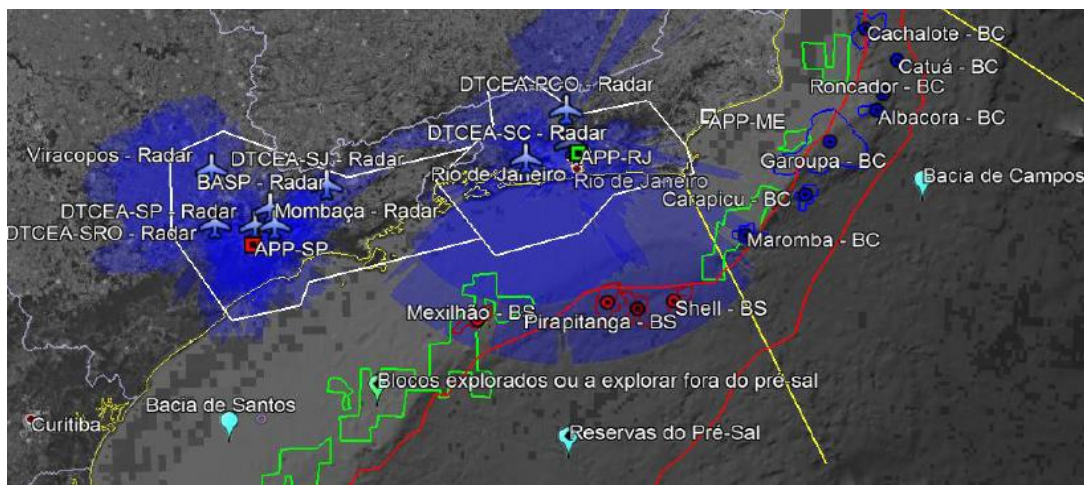 Cachalote - BC
Catuá - BC
DTCEA-PCO - Radar
Roncador - BC
Albacora - BC
APP-ME
DTCEA-SC - Radar
Viracopos - Radar
DTCEA-SJ - Radar
APP-RJ
Garoupa - BC
Rio de Janeiro
Rio de Janeiro
BASP - Radar
Bacia de Campos
Carapicu - BC
DTCEA-SP - Radar
Mombaça - Radar
DTCEA-SRO - Radar
APP-SP
Maromba - BC
Mexilhão - BS
Pirapitanga - BS
Shell - BS
Blocos explorados ou a explorar fora do pré-sal
Bacia de Santos
Curitiba
Reservas do Pré-Sal